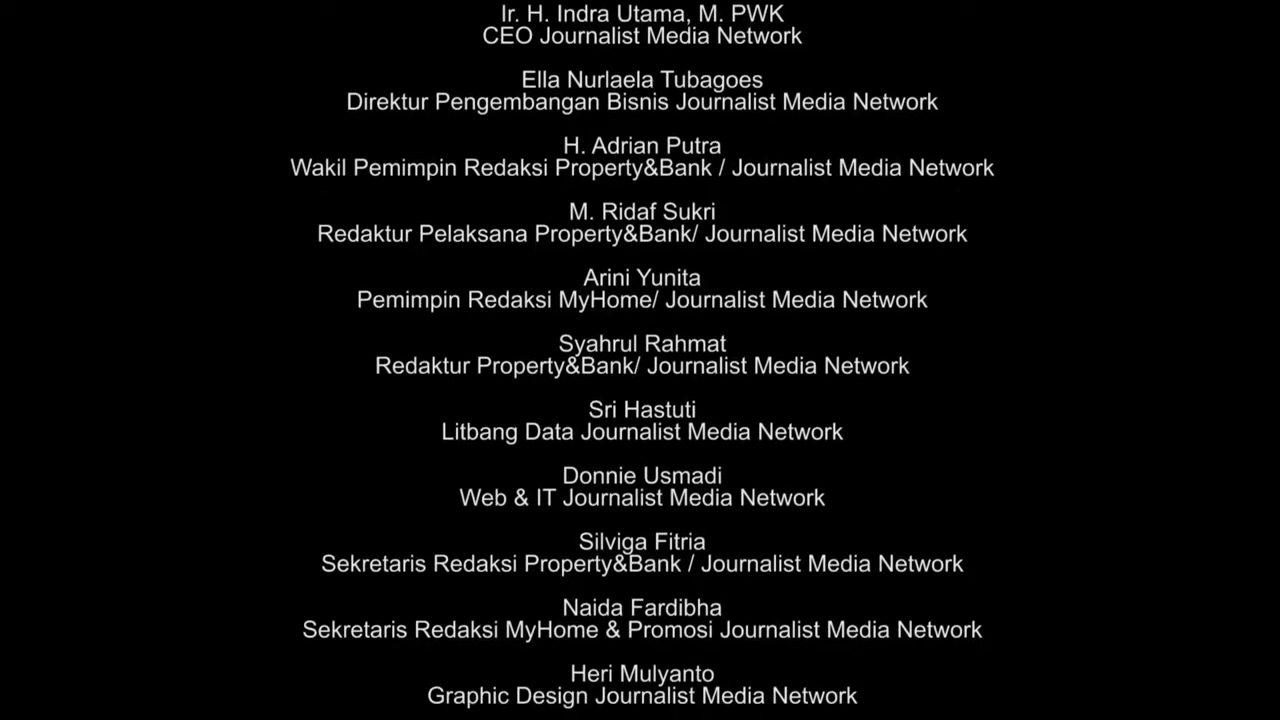 Ir. H. Indra Utama, M. PWK
CEO Journalist Media Network
Ella Nurlaela Tubagoes
Direktur Pengembangan Bisnis Journalist Media Network
H. Adrian Putra
Wakil Pemimpin Redaksi Property&Bank / Journalist Media Network
M. Ridaf Sukri
Redaktur Pelaksana Property&Bank/ Journalist Media Network
Arini Yunita
Pemimpin Redaksi MyHome/ Journalist Media Network
Syahrul Rahmat
Redaktur Property&Bank/ Journalist Media Network
Sri Hastuti
Litbang Data Journalist Media Network
Donnie Usmadi
Web & IT Journalist Media Network
Silviga Fitria
Sekretaris Redaksi Property&Bank / Journalist Media Network
Naida Fardibha
Sekretaris Redaksi MyHome & Promosi Journalist Media Network
Heri Mulyanto
Graphic Design Journalist Media Network